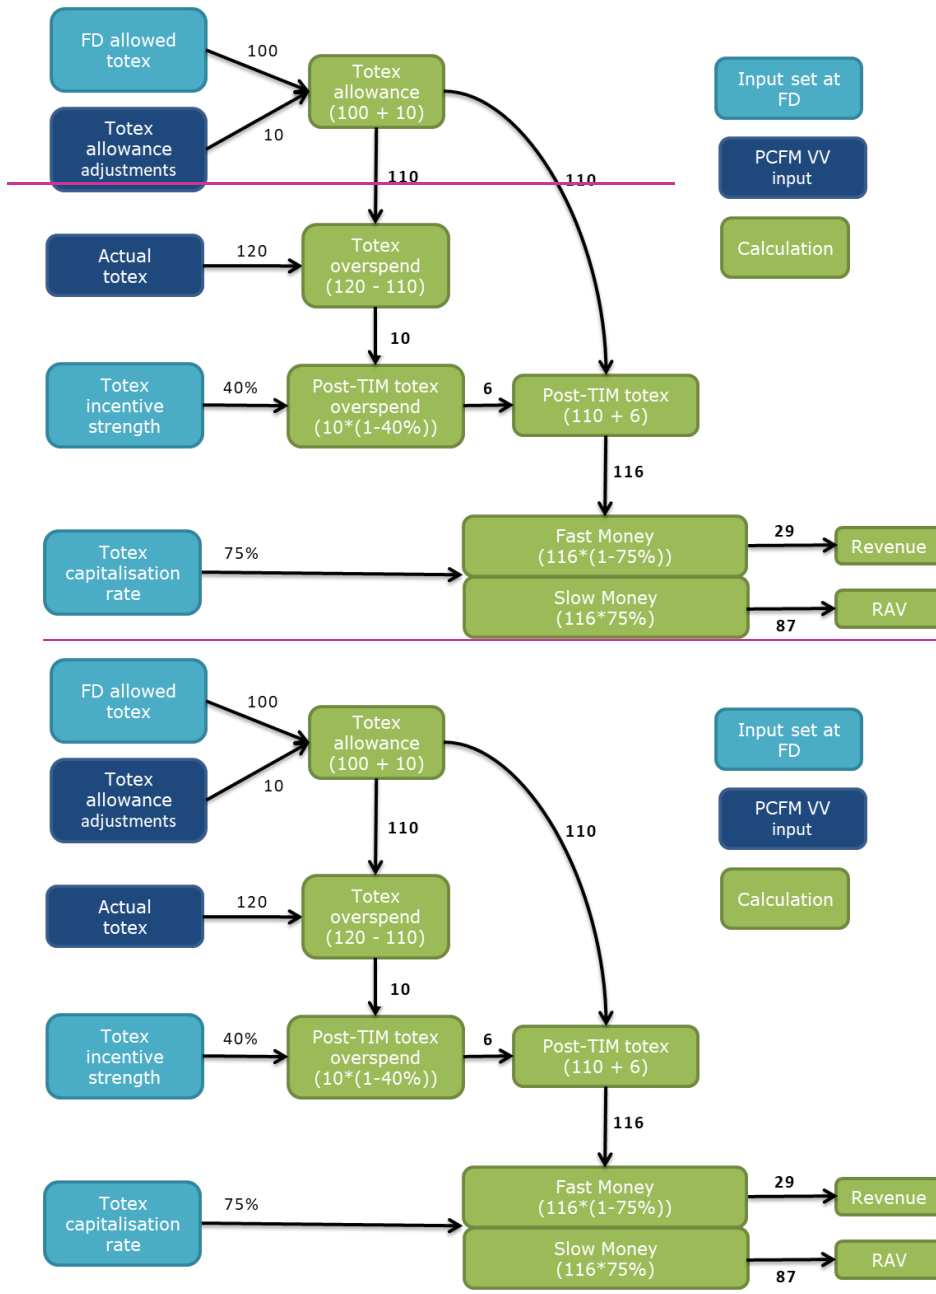 FD allowed
totex
100
Totex
allowance
(100 + 10)
Input set at
FD
Totex
allowance
adjustments
10
PCFM VV
input
110
110
Actual
totex
120
Totex
overspend
(120 - 110)
Calculation
10
Totex
incentive
strength
40%
Post-TIM totex
overspend
(10*(1-40%))
6
Post-TIM totex
(110 + 6)
116
Totex
capitalisation
rate
75%
Fast Money
(116*(1-75%))
29
Revenue
Slow Money
(116*75%)
87
RAV
FD allowed
totex
100
Totex
allowance
(100 + 10)
Input set at
FD
Totex
allowance
adjustments
10
PCFM VV
input
110
110
Actual
totex
120
Totex
overspend
(120 - 110)
Calculation
10
Totex
incentive
strength
40%
Post-TIM totex
overspend
(10*(1-40%))
6
Post-TIM totex
(110 + 6)
116
Totex
capitalisation
rate
75%
Fast Money
(116*(1-75%))
29
Revenue
Slow Money
(116*75%)
87
RAV